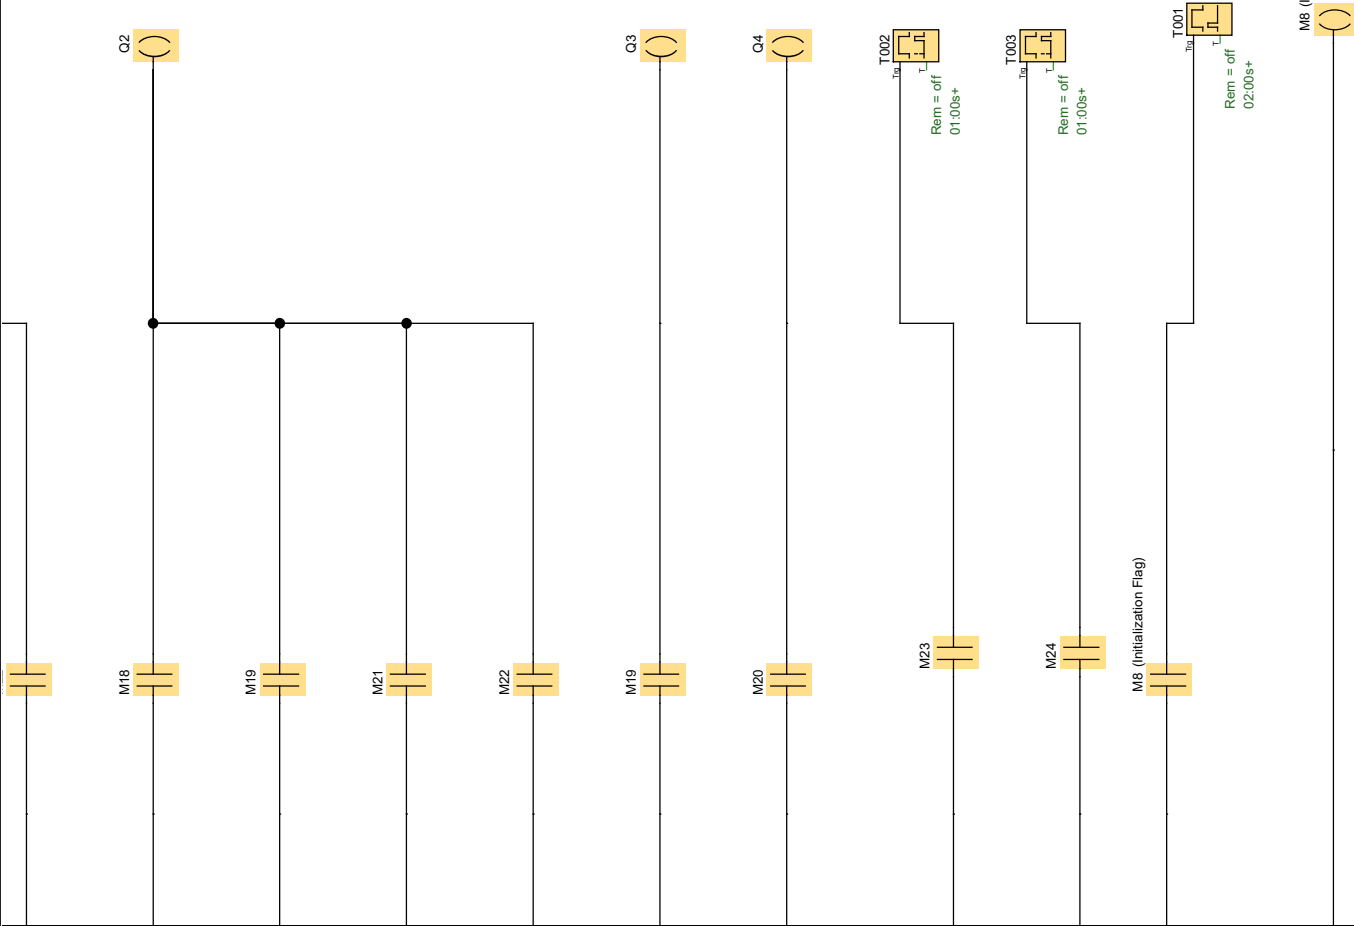 Q2
Q3
Q4
T002
Trg
T
Rem = off
01:00s+
T003
Trg
T
Rem = off
01:00s+
T001
Trg
T
Rem = off
02:00s+
M8 (I
M18
M19
M21
M22
M19
M20
M23
M24
M8 (Initialization Flag)